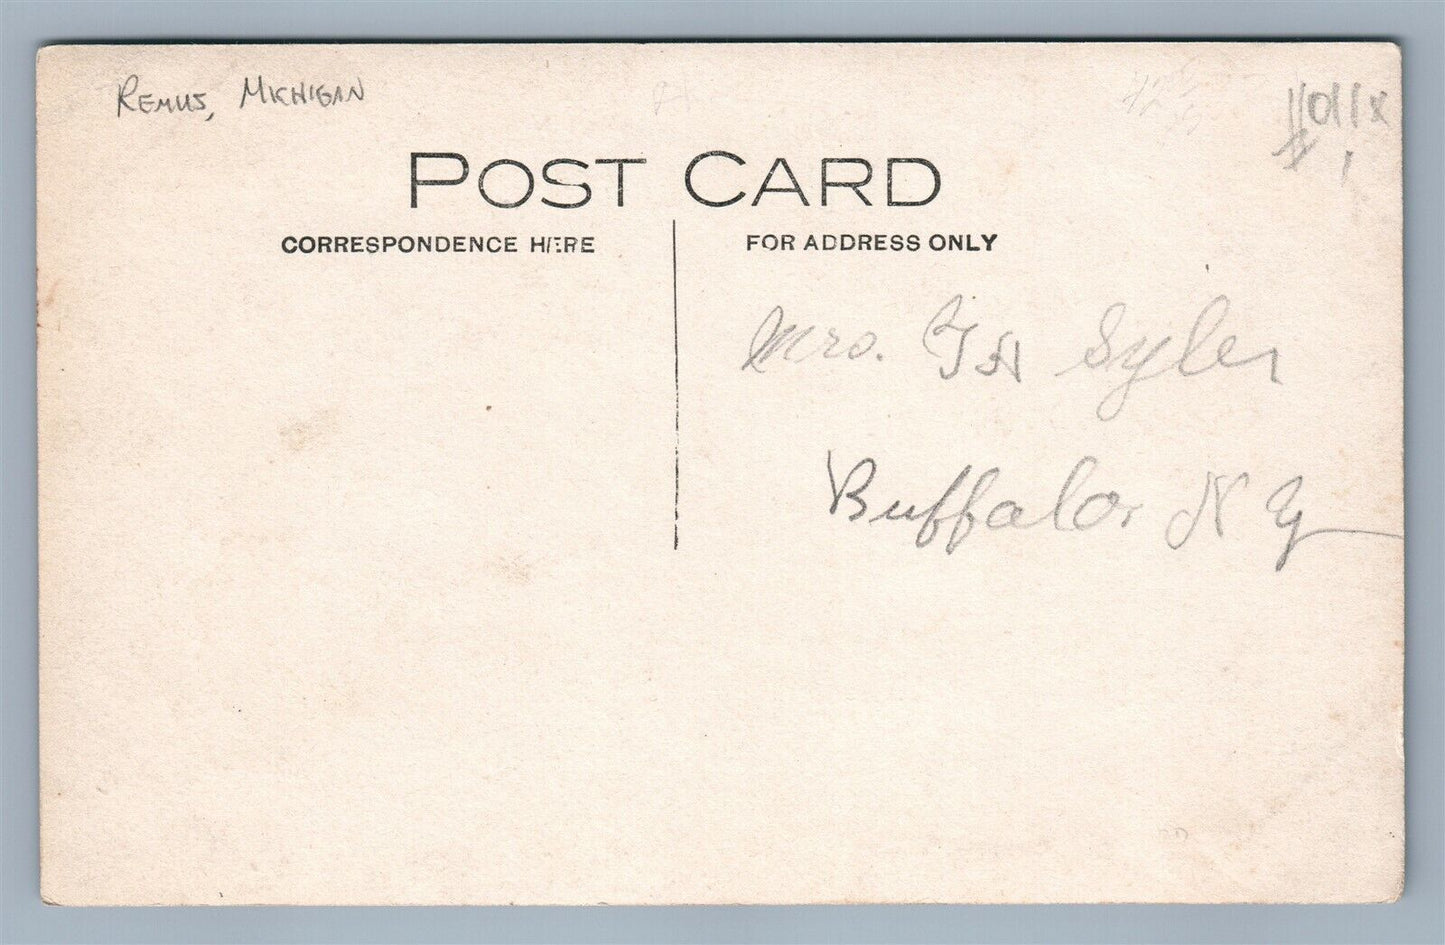 Remus, Michigan
POST CARD
CORRESPONDENCE HERE
FOR ADDRESS ONLY
Mrs. Syler
Buffalo, N Y